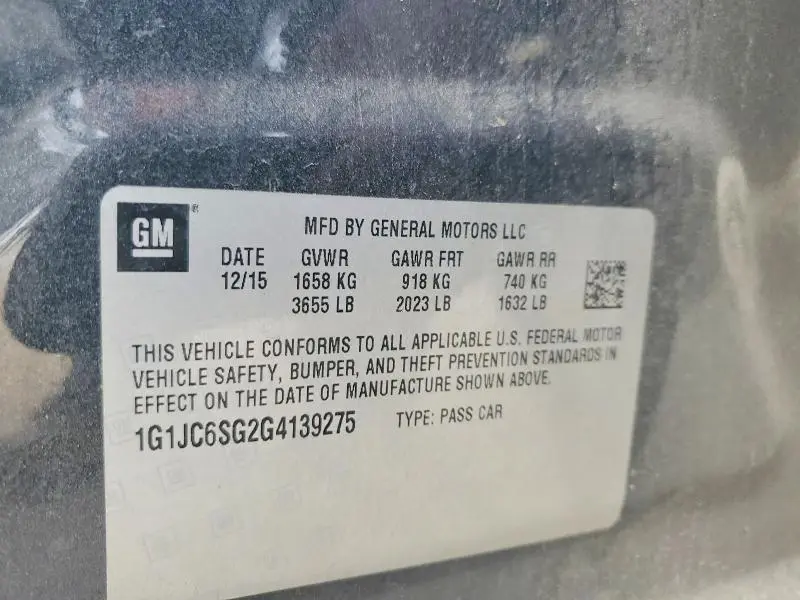 GM®
MFD BY GENERAL MOTORS LLC
DATE GVWR GAWR FRT GAWR RR
12/15 1658 KG 918 KG 740 KG
3655 LB 2023 LB 1632 LB
THIS VEHICLE CONFORMS TO ALL APPLICABLE U.S. FEDERAL MOTOR
VEHICLE SAFETY, BUMPER, AND THEFT PREVENTION STANDARDS IN
EFFECT ON THE DATE OF MANUFACTURE SHOWN ABOVE.
1G1JC6SG2G4139275 TYPE: PASS CAR